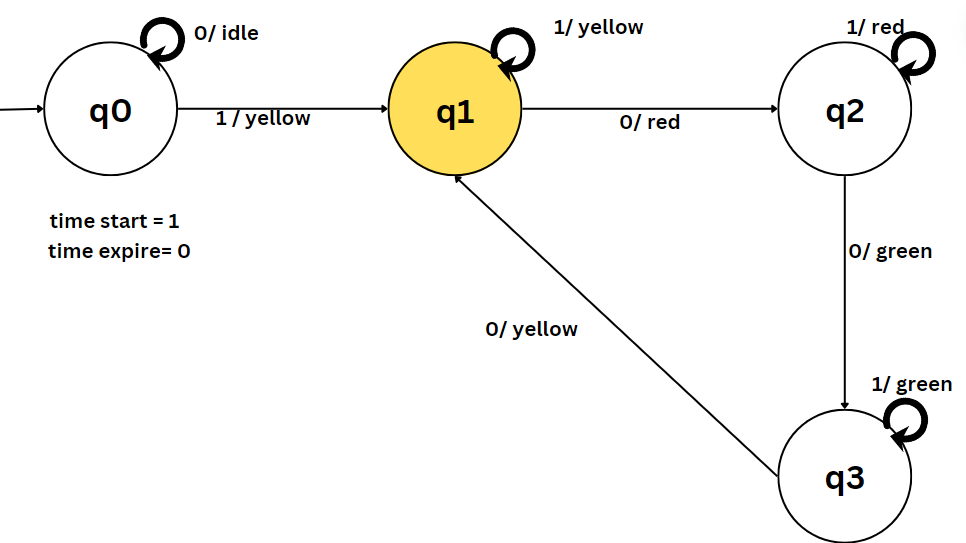 0/ idle
1/ yellow
1/ red
q0
1 / yellow
q1
0/ red
q2
time start = 1
time expire= 0
0/ green
0/ yellow
1/ green
q3